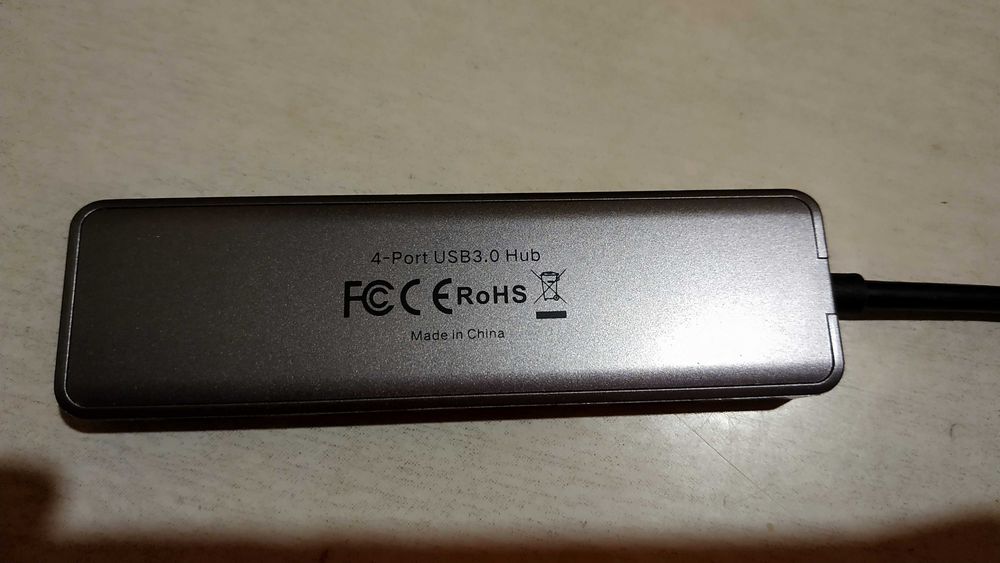 4-Port USB3.0 Hub
FC CE RoHS
Made in China